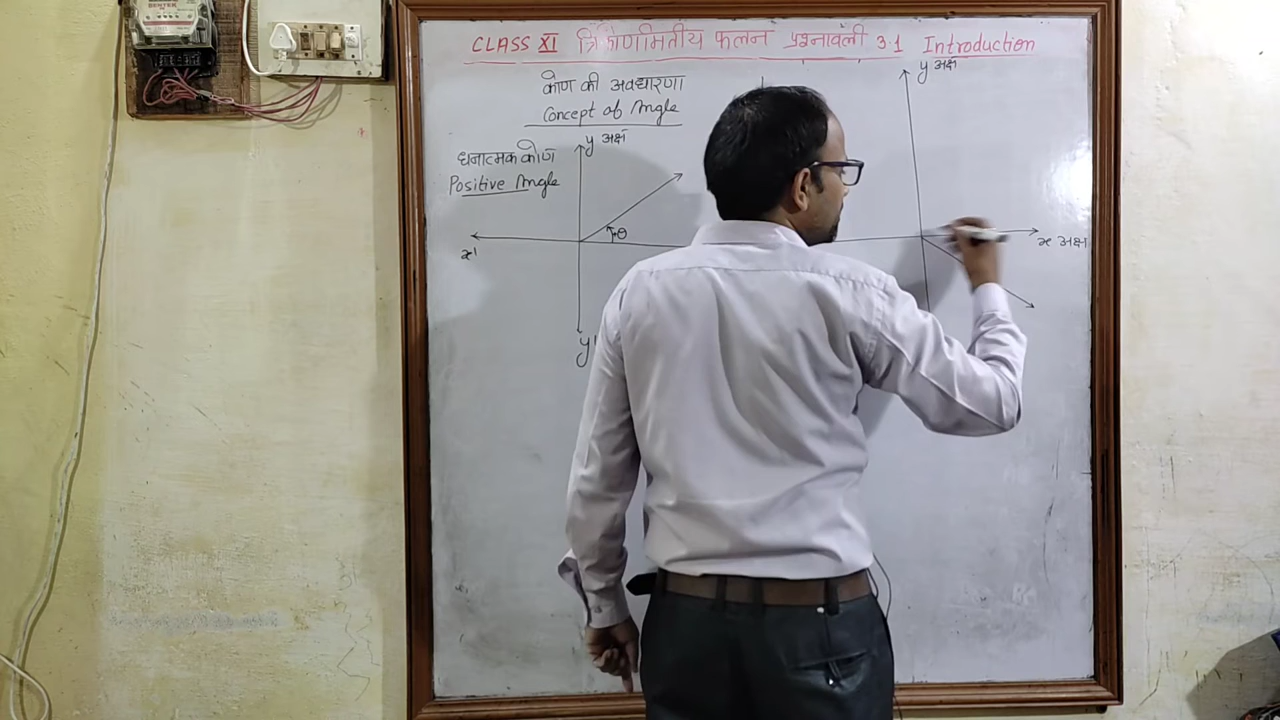 CLASS XI त्रिकोणमितीय फलन प्रश्नावली 3.1 Introduction
कोण की अवधारणा
Concept of Angle
धनात्मक कोण
Positive Angle
y अक्ष
θ
x'
y'
y अक्ष
x अक्ष